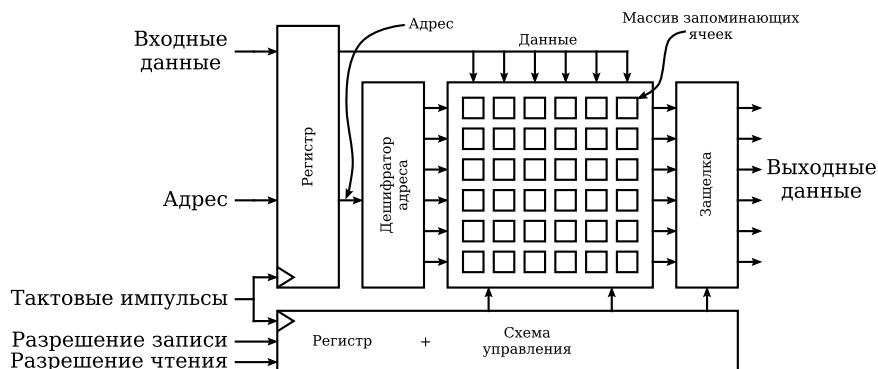 Адрес
Массив запоминающих
ячеек
Входные
данные
Данные
Регистр
Дешифратор
адреса
Защелка
Выходные
данные
Адрес
Тактовые импульсы
Разрешение записи
Разрешение чтения
Регистр + Схема
управления